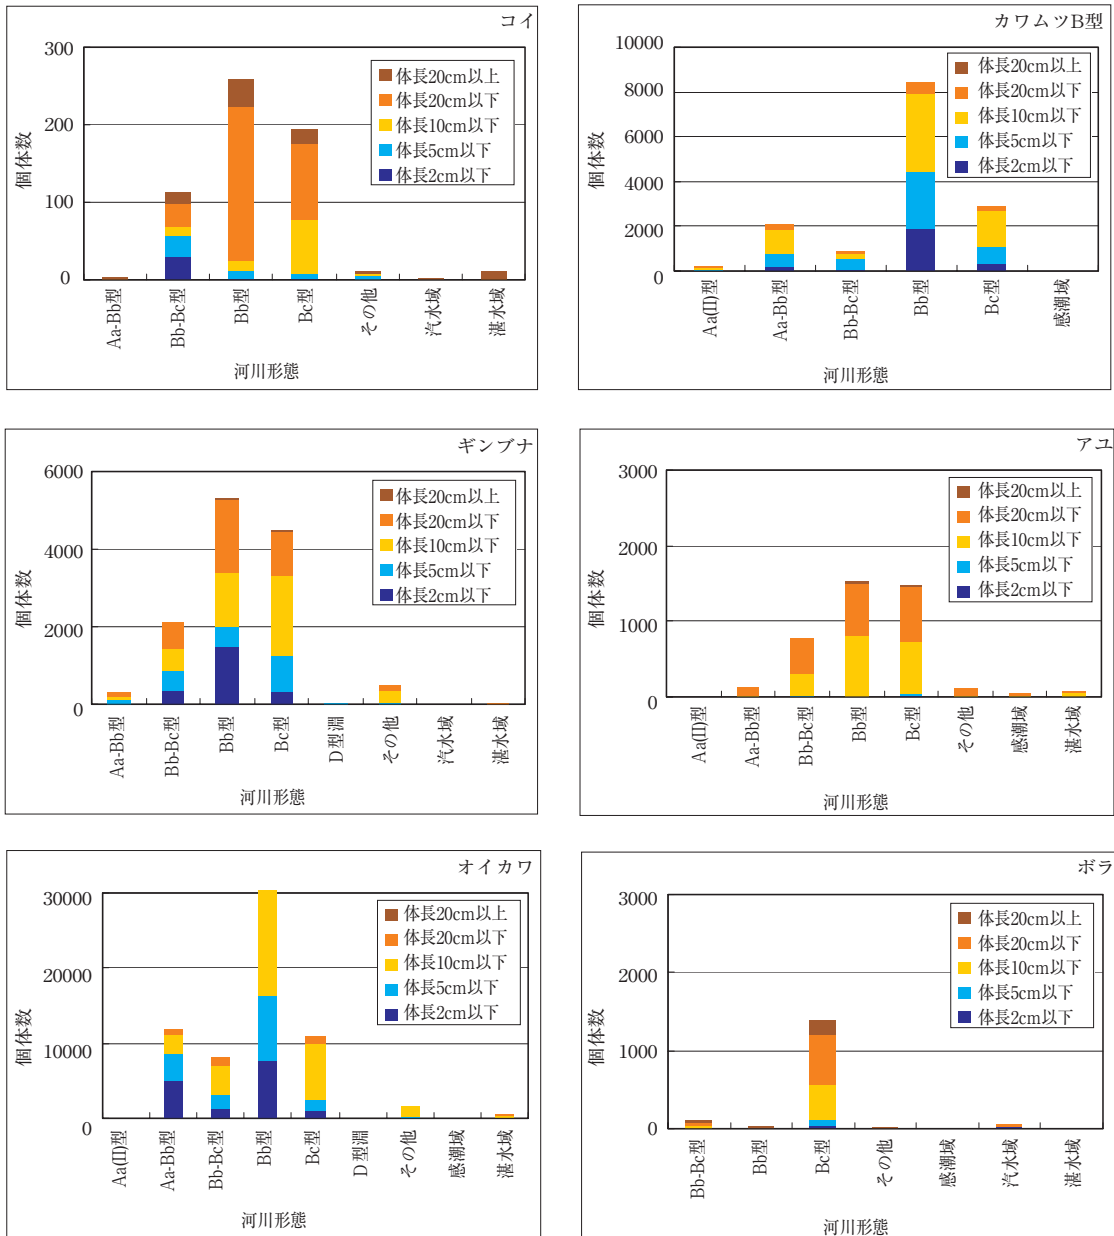 コイ
300
200
100
0
個体数
体長20cm以上
体長20cm以下
体長10cm以下
体長5cm以下
体長2cm以下
Aa-Bb型
Bb-Bc型
Bb型
Bc型
その他
汽水域
湛水域
河川形態
カワムツB型
10000
8000
6000
4000
2000
0
個体数
体長20cm以上
体長20cm以下
体長10cm以下
体長5cm以下
体長2cm以下
Aa(II)型
Aa-Bb型
Bb-Bc型
Bb型
Bc型
感潮域
河川形態
ギンブナ
6000
4000
2000
0
個体数
体長20cm以上
体長20cm以下
体長10cm以下
体長5cm以下
体長2cm以下
Aa-Bb型
Bb-Bc型
Bb型
Bc型
D型淵
その他
汽水域
湛水域
河川形態
アユ
3000
2000
1000
0
個体数
体長20cm以上
体長20cm以下
体長10cm以下
体長5cm以下
体長2cm以下
Aa(II)型
Aa-Bb型
Bb-Bc型
Bb型
Bc型
その他
感潮域
湛水域
河川形態
オイカワ
30000
20000
10000
0
個体数
体長20cm以上
体長20cm以下
体長10cm以下
体長5cm以下
体長2cm以下
Aa(II)型
Aa-Bb型
Bb-Bc型
Bb型
Bc型
D型淵
その他
感潮域
湛水域
河川形態
ボラ
3000
2000
1000
0
個体数
体長20cm以上
体長20cm以下
体長10cm以下
体長5cm以下
体長2cm以下
Bb-Bc型
Bb型
Bc型
その他
感潮域
汽水域
湛水域
河川形態